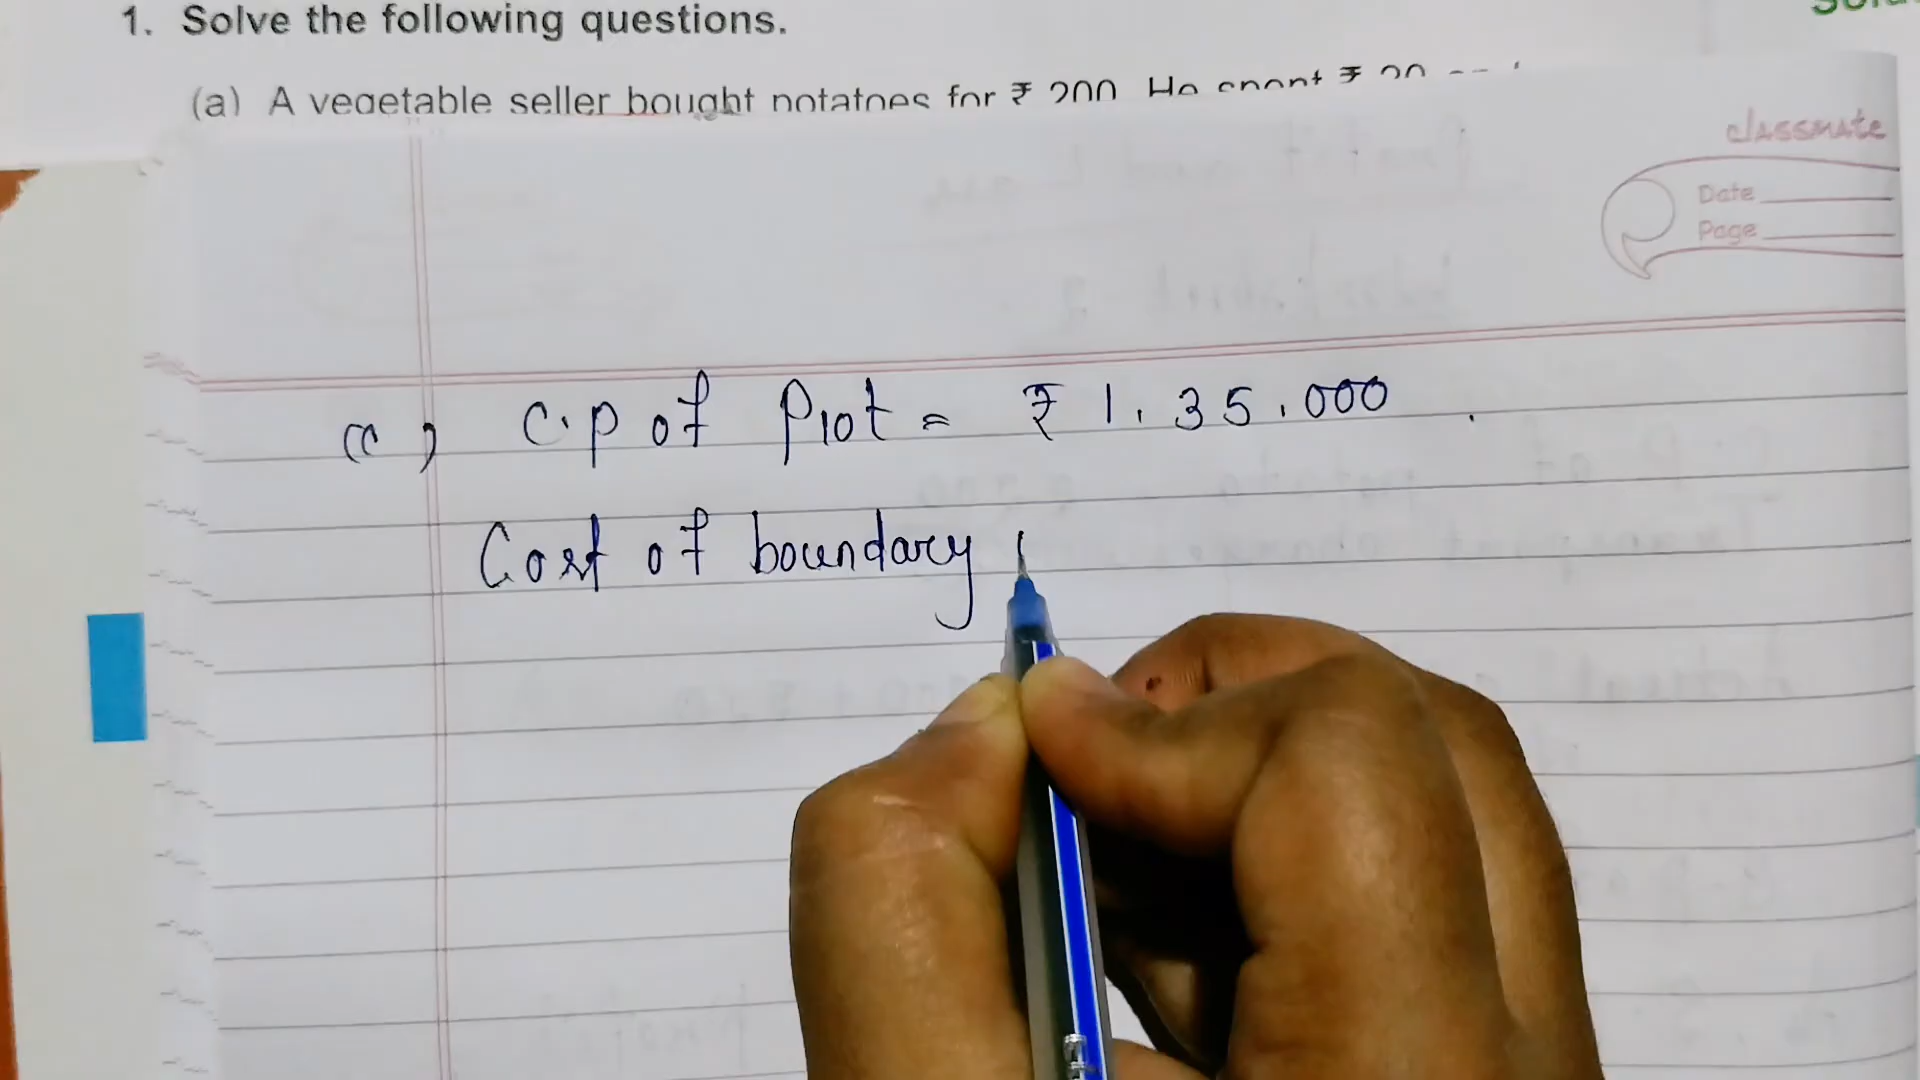 1. Solve the following questions.
(a) A vegetable seller bought potatoes for ₹ 200. He spent ₹ 20
classmate
Date
Page
(c) C.P of Plot = ₹ 1,35,000
Cost of boundary